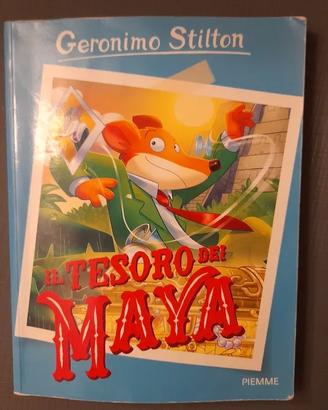 Geronimo Stilton
IL TESORO DEI
MAYA
PIEMME